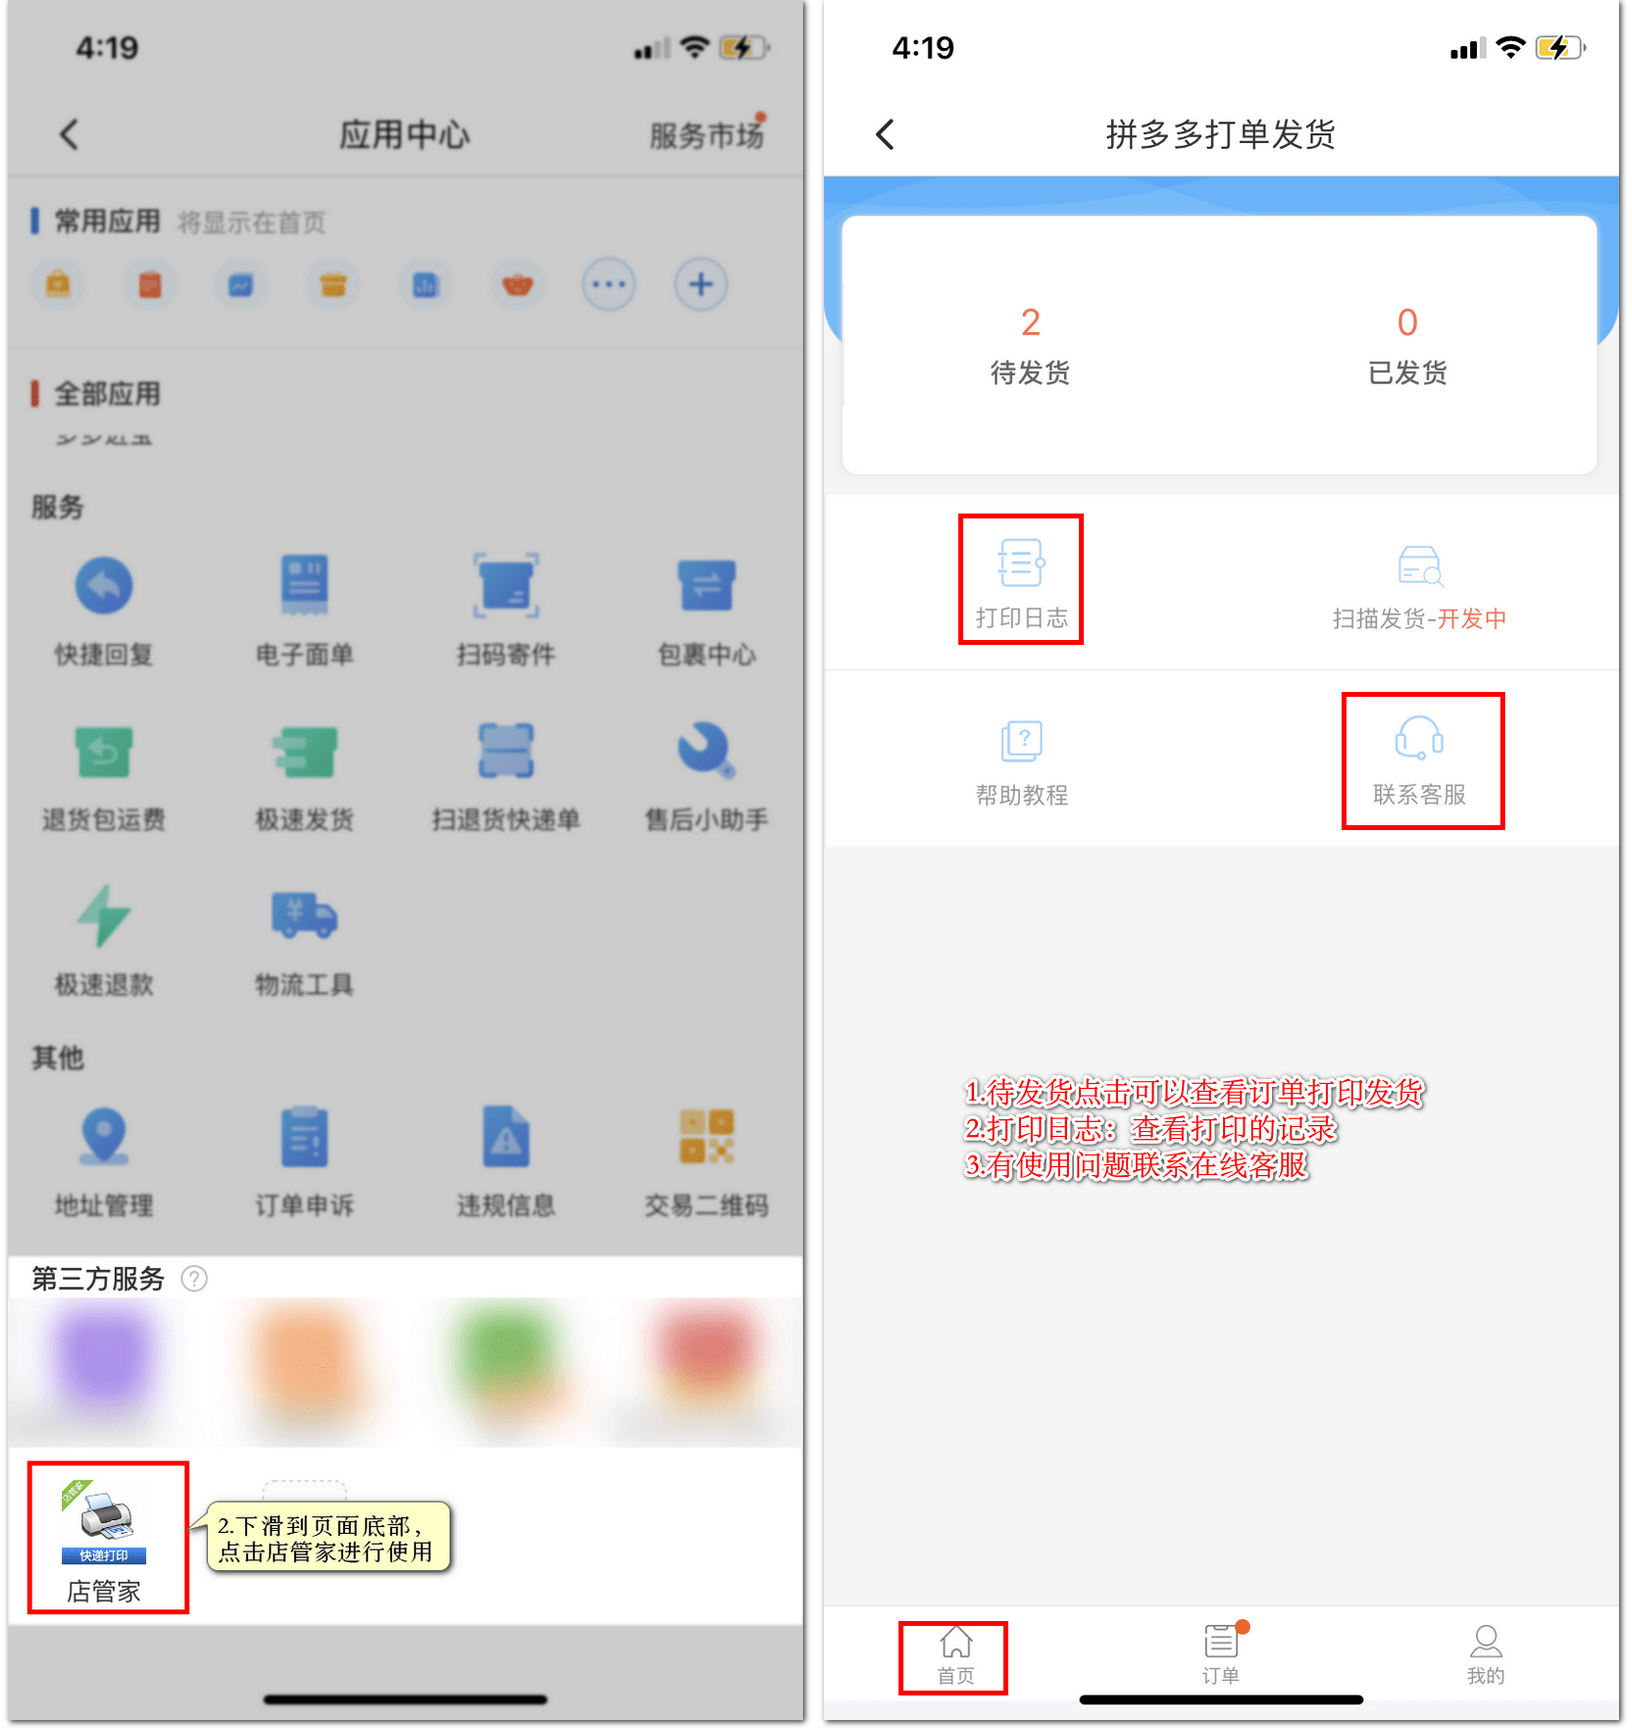 4:19
应用中心
服务市场
常用应用 将显示在首页
全部应用
服务
快捷回复 电子面单 扫码寄件 包裹中心
退货包运费 极速发货 扫退货快递单 售后小助手
极速退款 物流工具
其他
地址管理 订单申诉 违规信息 交易二维码
第三方服务 ?
店管家
快递打印
店管家
2.下滑到页面底部，
点击店管家进行使用
4:19
拼多多打单发货
2 0
待发货 已发货
打印日志 扫描发货-开发中
帮助教程 联系客服
1.待发货点击可以查看订单打印发货
2.打印日志：查看打印的记录
3.有使用问题联系在线客服
首页 订单 我的